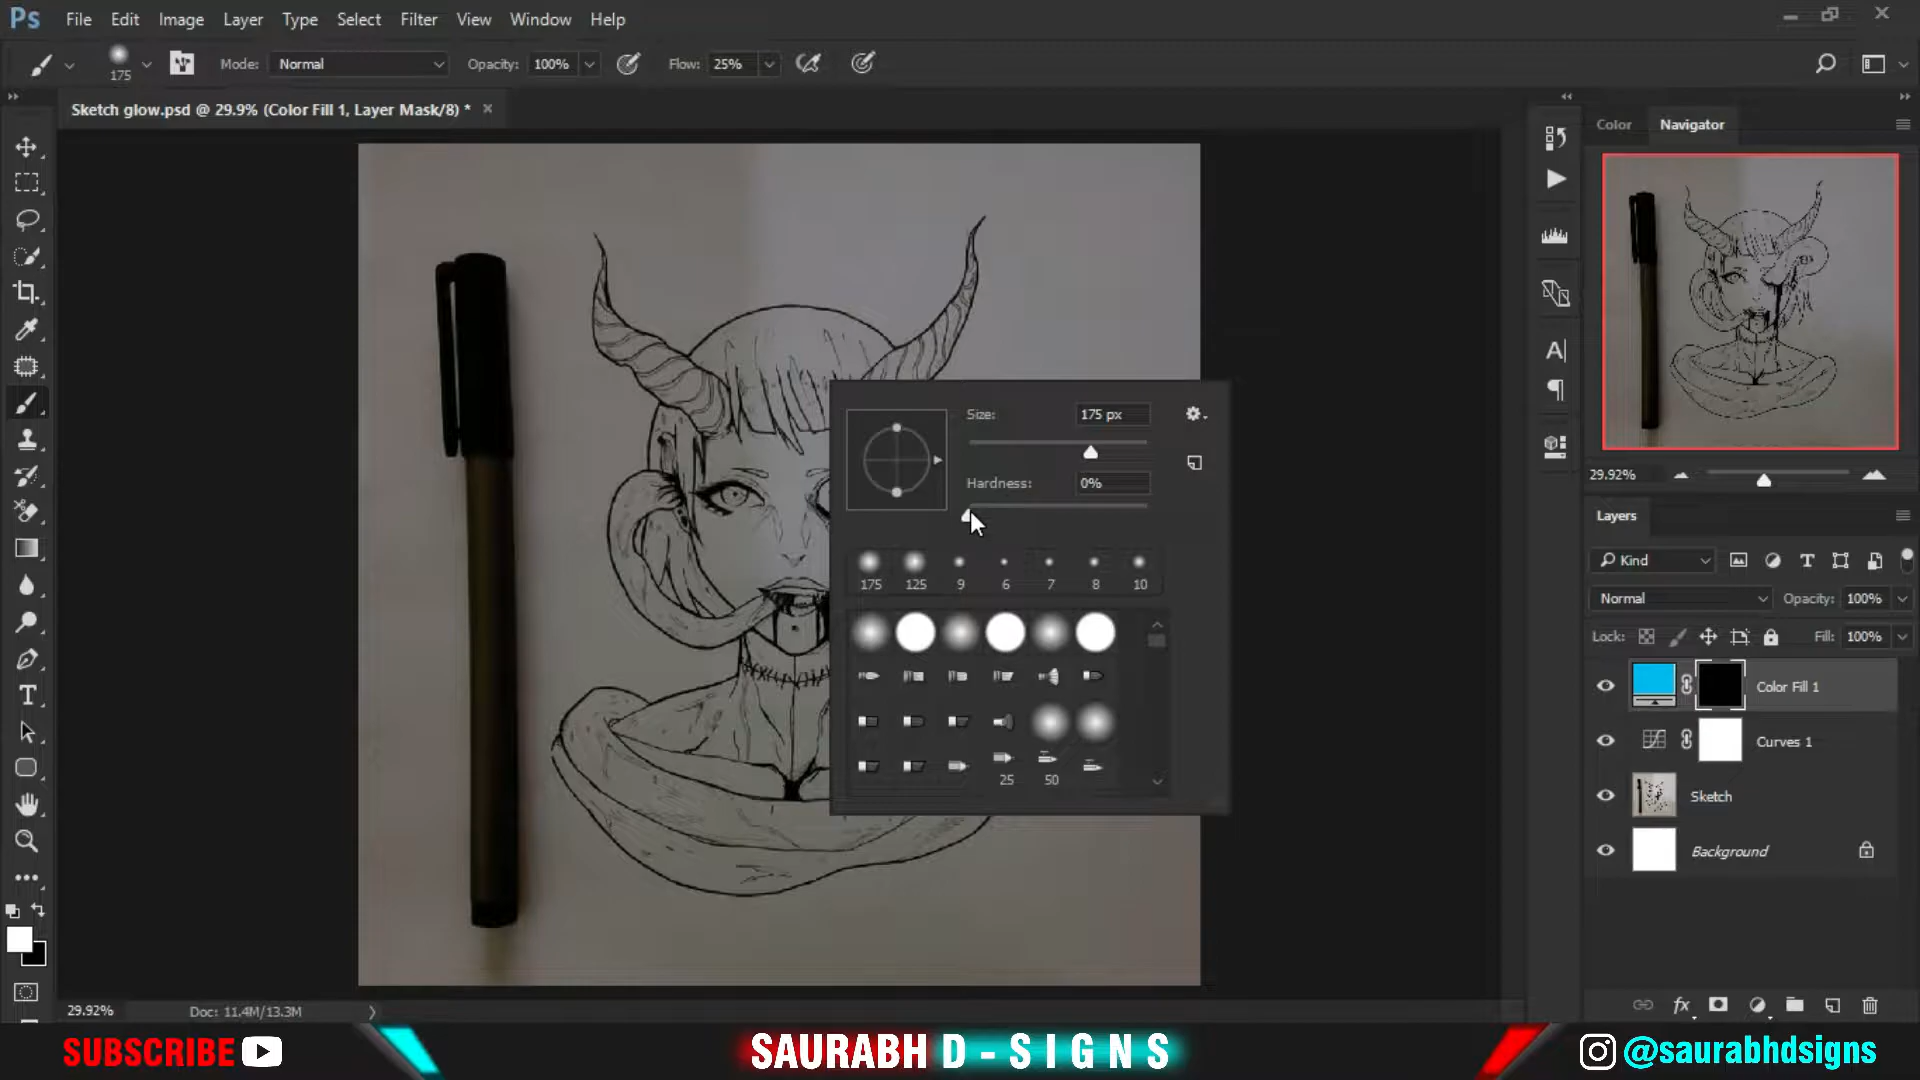 Ps File Edit Image Layer Type Select Filter View Window Help
175 Mode: Normal Opacity: 100% Flow: 25%
Sketch glow.psd @ 29.9% (Color Fill 1, Layer Mask/8) *
Color Navigator
Size: 175 px
Hardness: 0%
175 125 9 6 7 8 10
25 50
29.92%
Layers
Kind
Normal Opacity: 100%
Lock: Fill: 100%
Color Fill 1
Curves 1
Sketch
Background
29.92% Doc: 11.4M/13.3M
SUBSCRIBE SAURABH D-SIGNS @saurabhdsigns